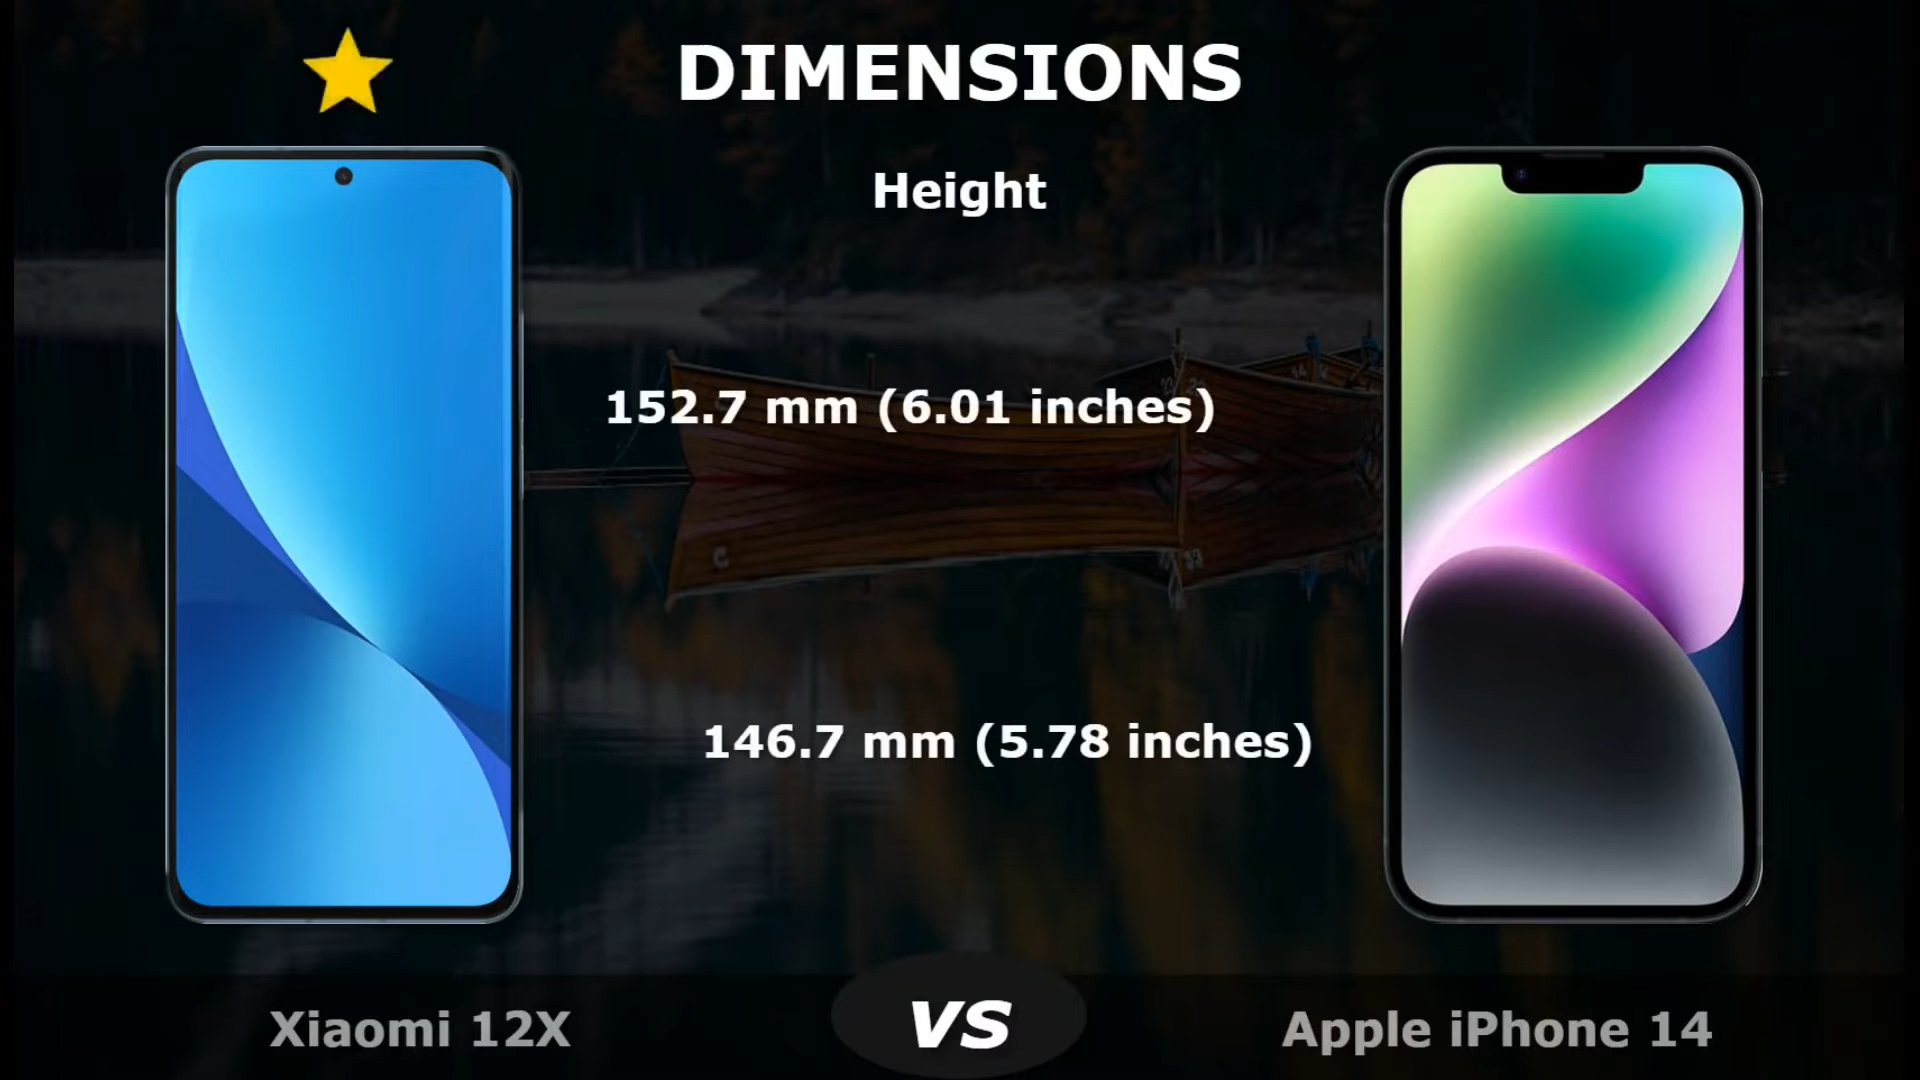 DIMENSIONS
Height
152.7 mm (6.01 inches)
146.7 mm (5.78 inches)
Xiaomi 12X
VS
Apple iPhone 14